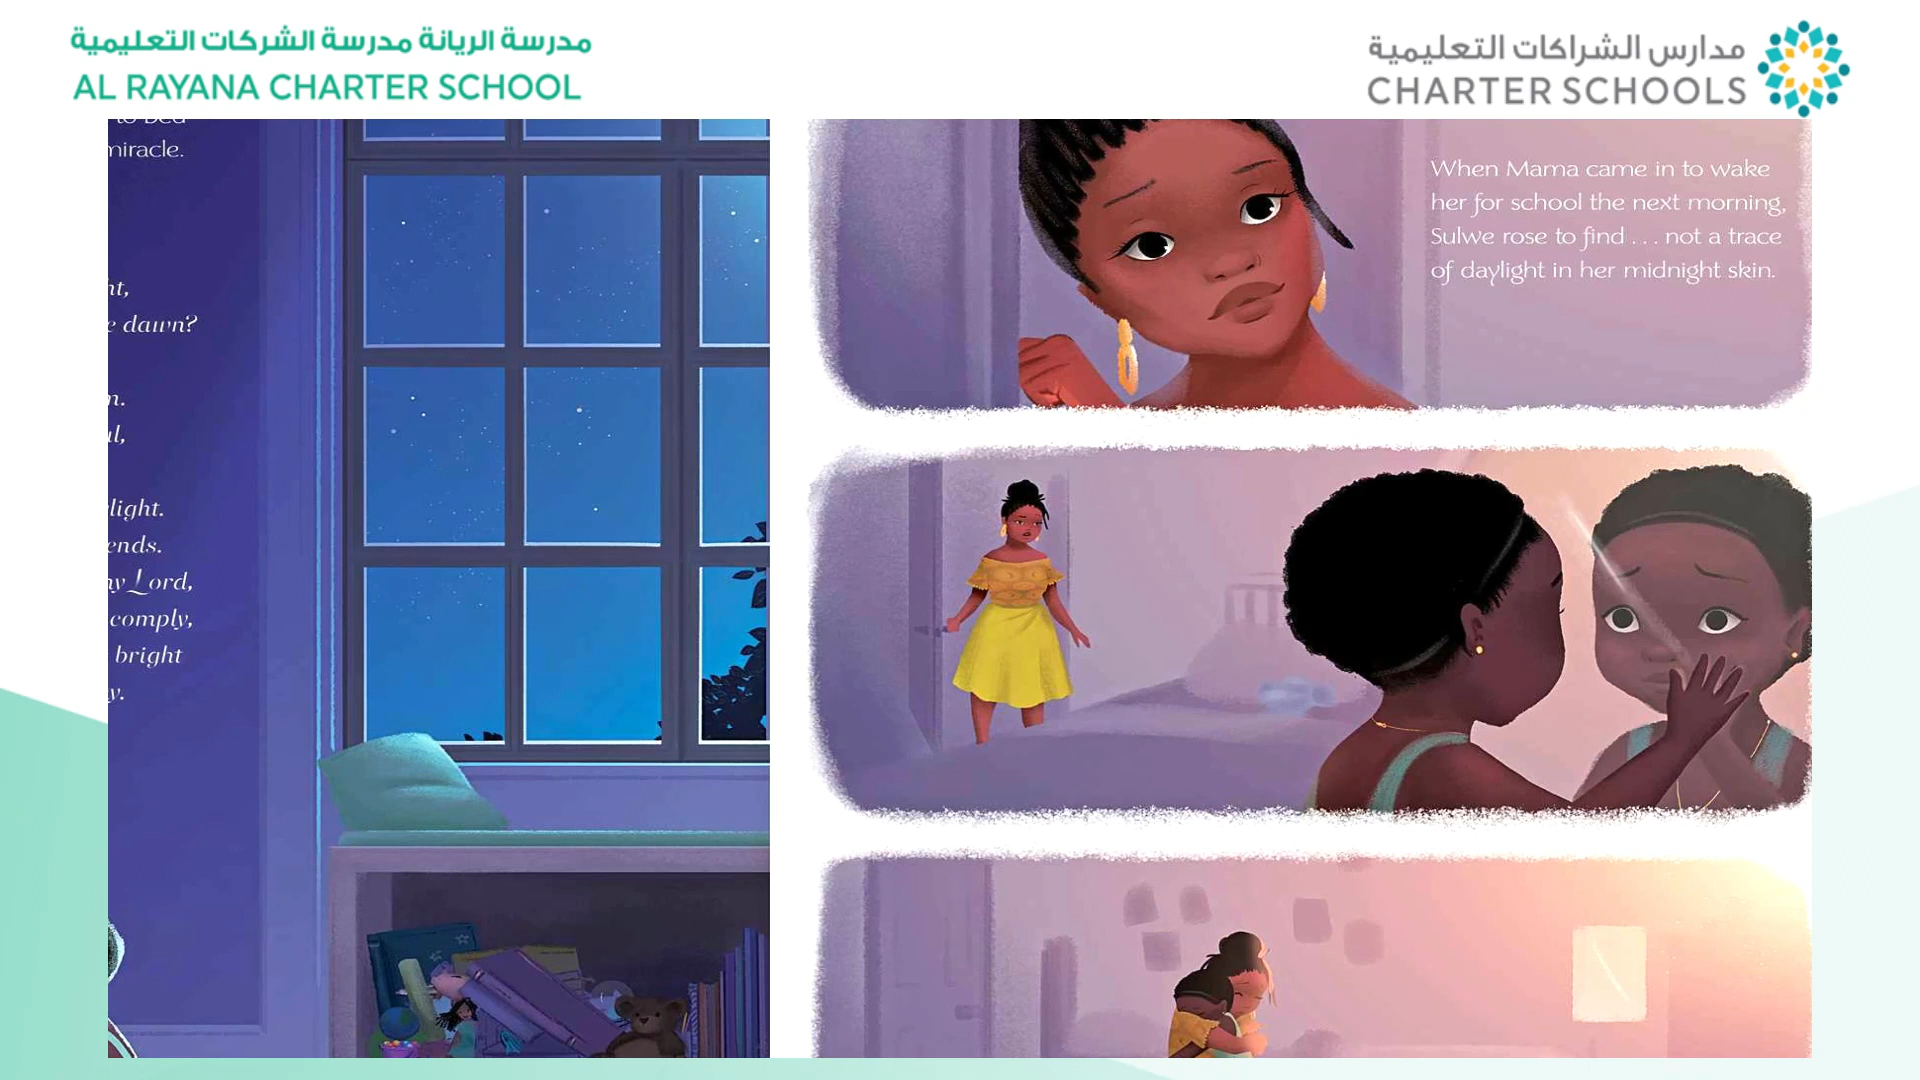 مدرسة الريانة مدرسة الشركات التعليمية
AL RAYANA CHARTER SCHOOL
مدارس الشراكات التعليمية
CHARTER SCHOOLS
to bed
miracle.
dawn?
light.
ends.
Lord,
comply,
bright
When Mama came in to wake
her for school the next morning,
Sulwe rose to find . . . not a trace
of daylight in her midnight skin.